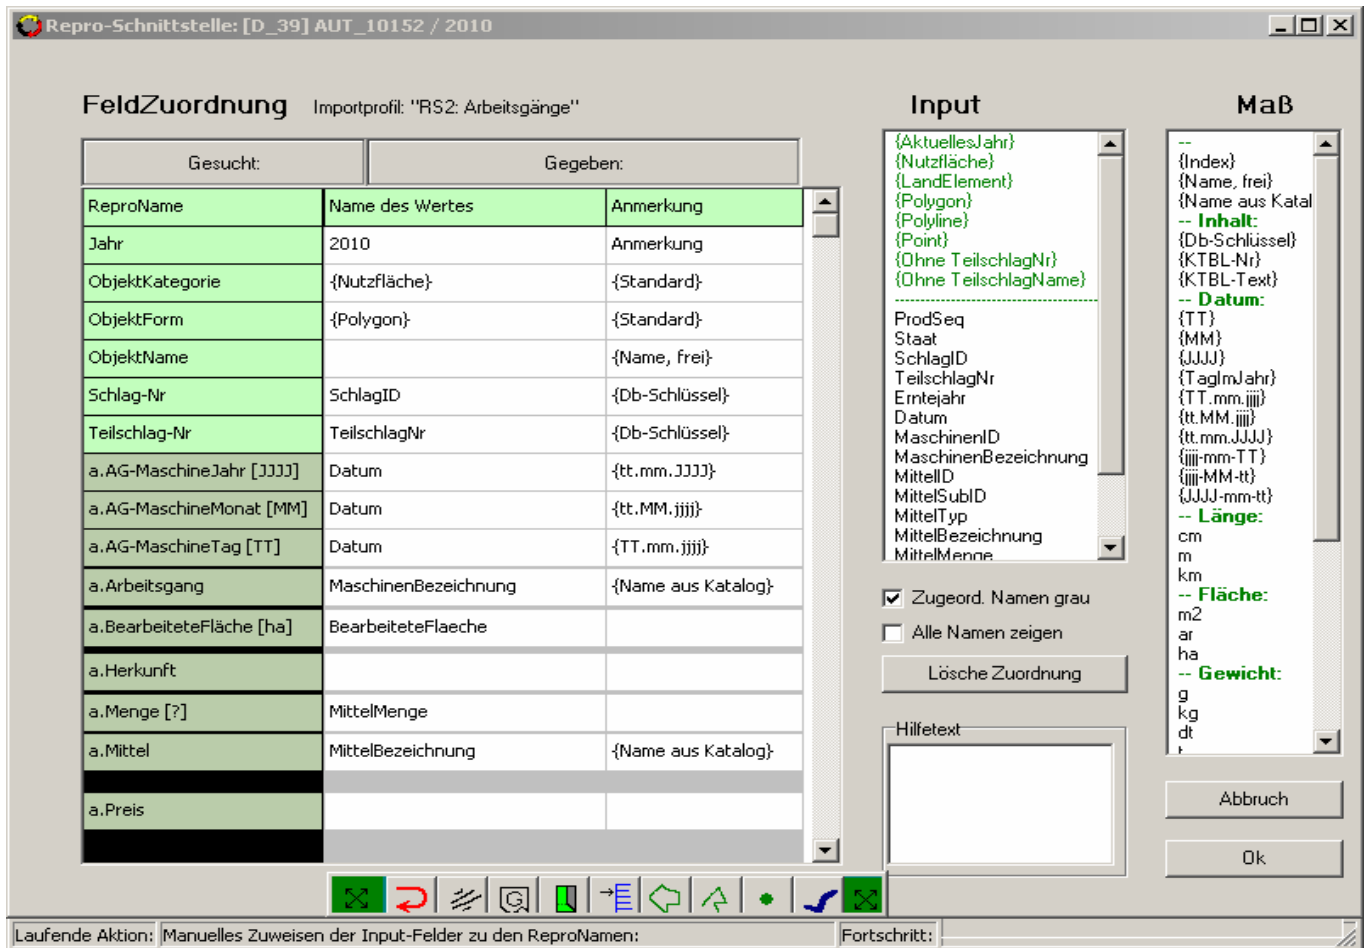 Repro-Schnittstelle: [D_39] AUT_10152 / 2010
FeldZuordnung Importprofil: "RS2: Arbeitsgänge"
Gesucht: Gegeben:
ReproName Name des Wertes Anmerkung
Jahr 2010 Anmerkung
ObjektKategorie {Nutzfläche} {Standard}
ObjektForm {Polygon} {Standard}
ObjektName {Name, frei}
Schlag-Nr SchlagID {Db-Schlüssel}
Teilschlag-Nr TeilschlagNr {Db-Schlüssel}
a.AG-MaschineJahr [JJJJ] Datum {tt.mm.JJJJ}
a.AG-MaschineMonat [MM] Datum {tt.MM.jjjj}
a.AG-MaschineTag [TT] Datum {TT.mm.jjjj}
a.Arbeitsgang MaschinenBezeichnung {Name aus Katalog}
a.BearbeiteteFläche [ha] BearbeiteteFlaeche
a.Herkunft
a.Menge [?] MittelMenge
a.Mittel MittelBezeichnung {Name aus Katalog}
a.Preis
Input
{AktuellesJahr}
{Nutzfläche}
{LandElement}
{Polygon}
{Polyline}
{Point}
{Ohne TeilschlagNr}
{Ohne TeilschlagName}
----------------------------------------
ProdSeq
Staat
SchlagID
TeilschlagNr
Erntejahr
Datum
MaschinenID
MaschinenBezeichnung
MittelID
MittelSubID
MittelTyp
MittelBezeichnung
MittelMenge
Zugeord. Namen grau
Alle Namen zeigen
Lösche Zuordnung
Hilfetext
Maß
--
{Index}
{Name, frei}
{Name aus Katal
-- Inhalt:
{Db-Schlüssel}
{KTBL-Nr}
{KTBL-Text}
-- Datum:
{TT}
{MM}
{JJJJ}
{TagImJahr}
{TT.mm.jjjj}
{tt.MM.jjjj}
{tt.mm.JJJJ}
{jjjj-mm-TT}
{jjjj-MM-tt}
{JJJJ-mm-tt}
-- Länge:
cm
m
km
-- Fläche:
m2
ar
ha
-- Gewicht:
g
kg
dt
t
Abbruch
Ok
Laufende Aktion: Manuelles Zuweisen der Input-Felder zu den ReproNamen: Fortschritt: